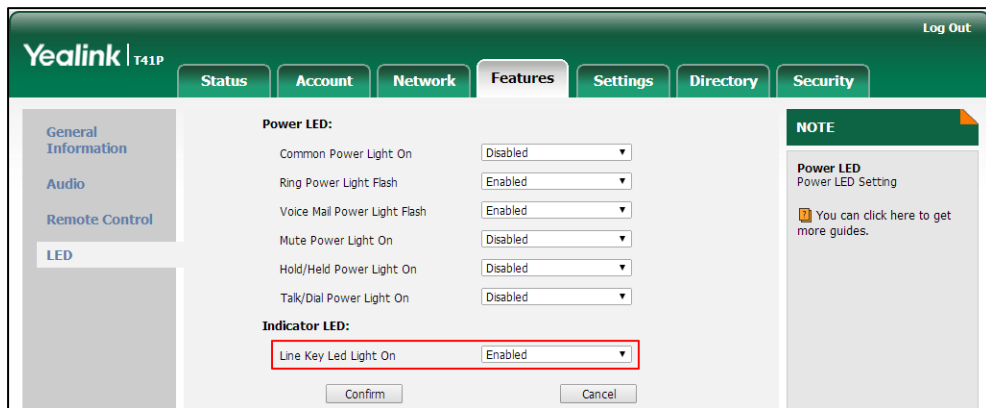 Log Out
Yealink T41P
Status Account Network Features Settings Directory Security
General
Information
Audio
Remote Control
LED
Power LED:
Common Power Light On Disabled
Ring Power Light Flash Enabled
Voice Mail Power Light Flash Enabled
Mute Power Light On Disabled
Hold/Held Power Light On Disabled
Talk/Dial Power Light On Disabled
Indicator LED:
Line Key Led Light On Enabled
Confirm Cancel
NOTE
Power LED
Power LED Setting
? You can click here to get
more guides.